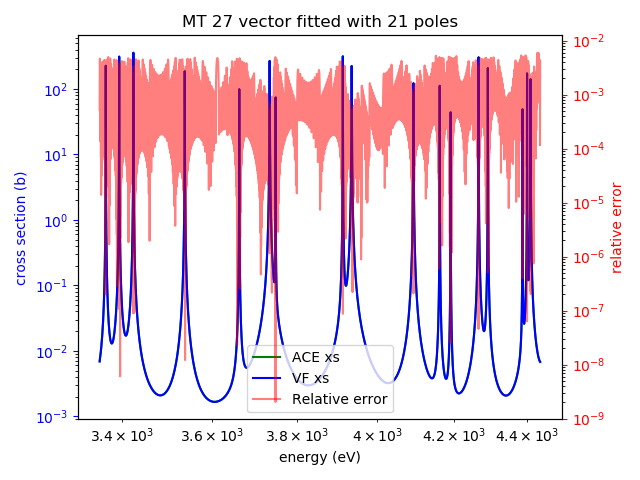 MT 27 vector fitted with 21 poles
cross section (b)
10²
10¹
10⁰
10⁻¹
10⁻²
10⁻³
10⁻²
10⁻³
10⁻⁴
10⁻⁵
10⁻⁶
10⁻⁷
10⁻⁸
10⁻⁹
relative error
ACE xs
VF xs
Relative error
3.4 × 10³ 3.6 × 10³ 3.8 × 10³ 4 × 10³ 4.2 × 10³ 4.4 × 10³
energy (eV)